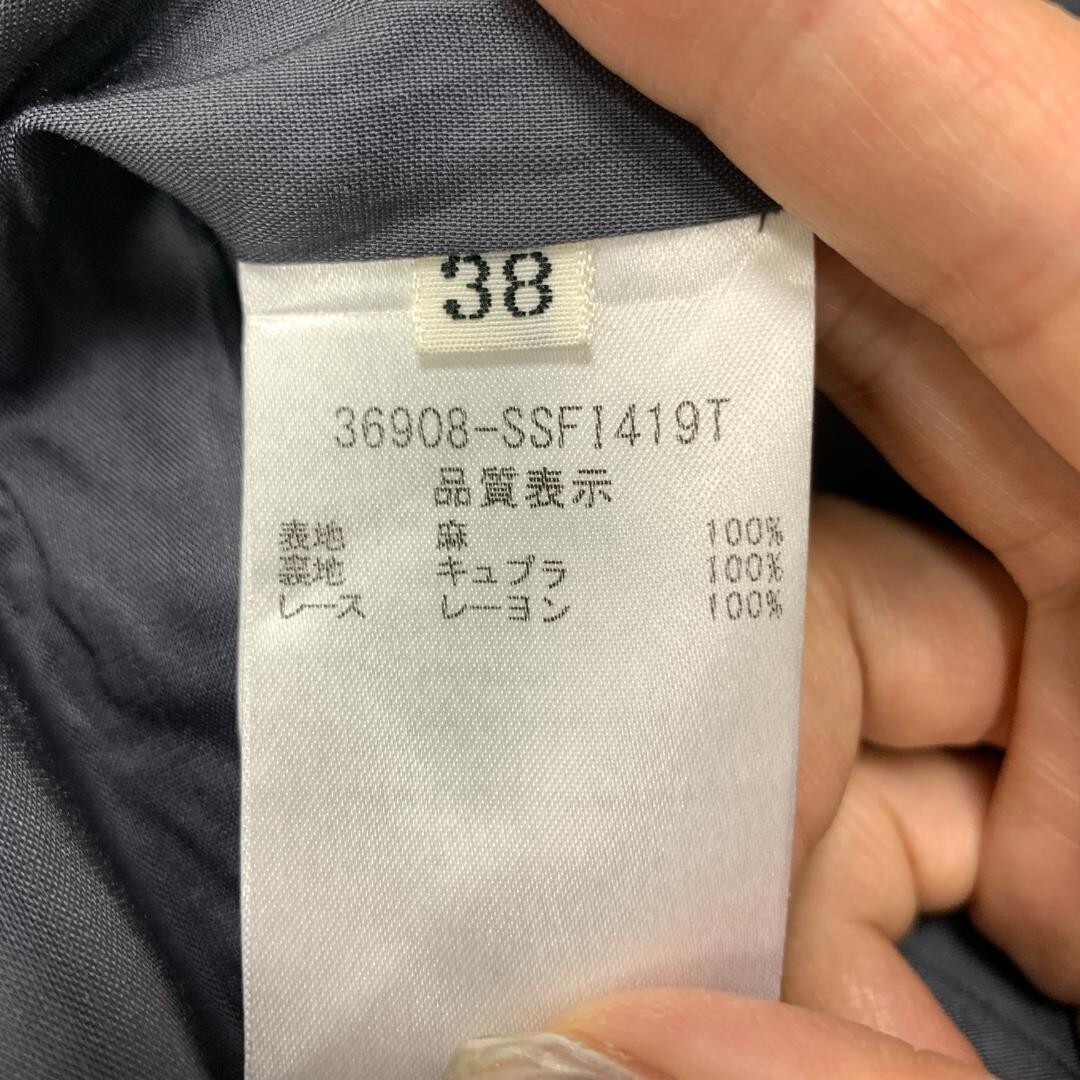 38
36908-SSFI419T
品質表示
表地 麻 100%
裏地 キュプラ 100%
レース レーヨン 100%